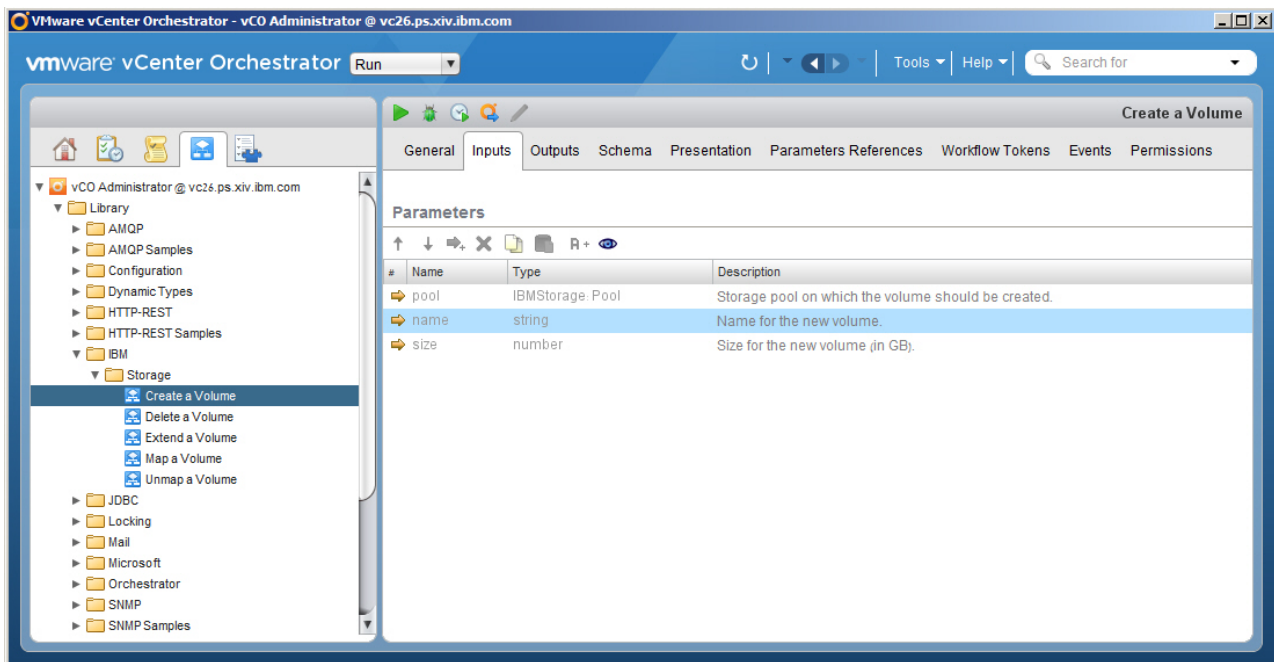 VMware vCenter Orchestrator - vCO Administrator @ vc26.ps.xiv.ibm.com
vmware vCenter Orchestrator Run
Tools Help Search for
Create a Volume
General Inputs Outputs Schema Presentation Parameters References Workflow Tokens Events Permissions
vCO Administrator @ vc26.ps.xiv.ibm.com
Library
AMQP
AMQP Samples
Configuration
Dynamic Types
HTTP-REST
HTTP-REST Samples
IBM
Storage
Create a Volume
Delete a Volume
Extend a Volume
Map a Volume
Unmap a Volume
JDBC
Locking
Mail
Microsoft
Orchestrator
SNMP
SNMP Samples
Parameters
A+
# Name Type Description
pool IBMStorage:Pool Storage pool on which the volume should be created.
name string Name for the new volume.
size number Size for the new volume (in GB).